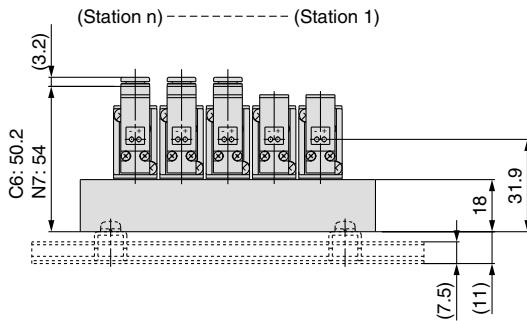 (Station n) ---------- (Station 1)
(3.2)
C6: 50.2
N7: 54
18
31.9
(7.5)
(11)